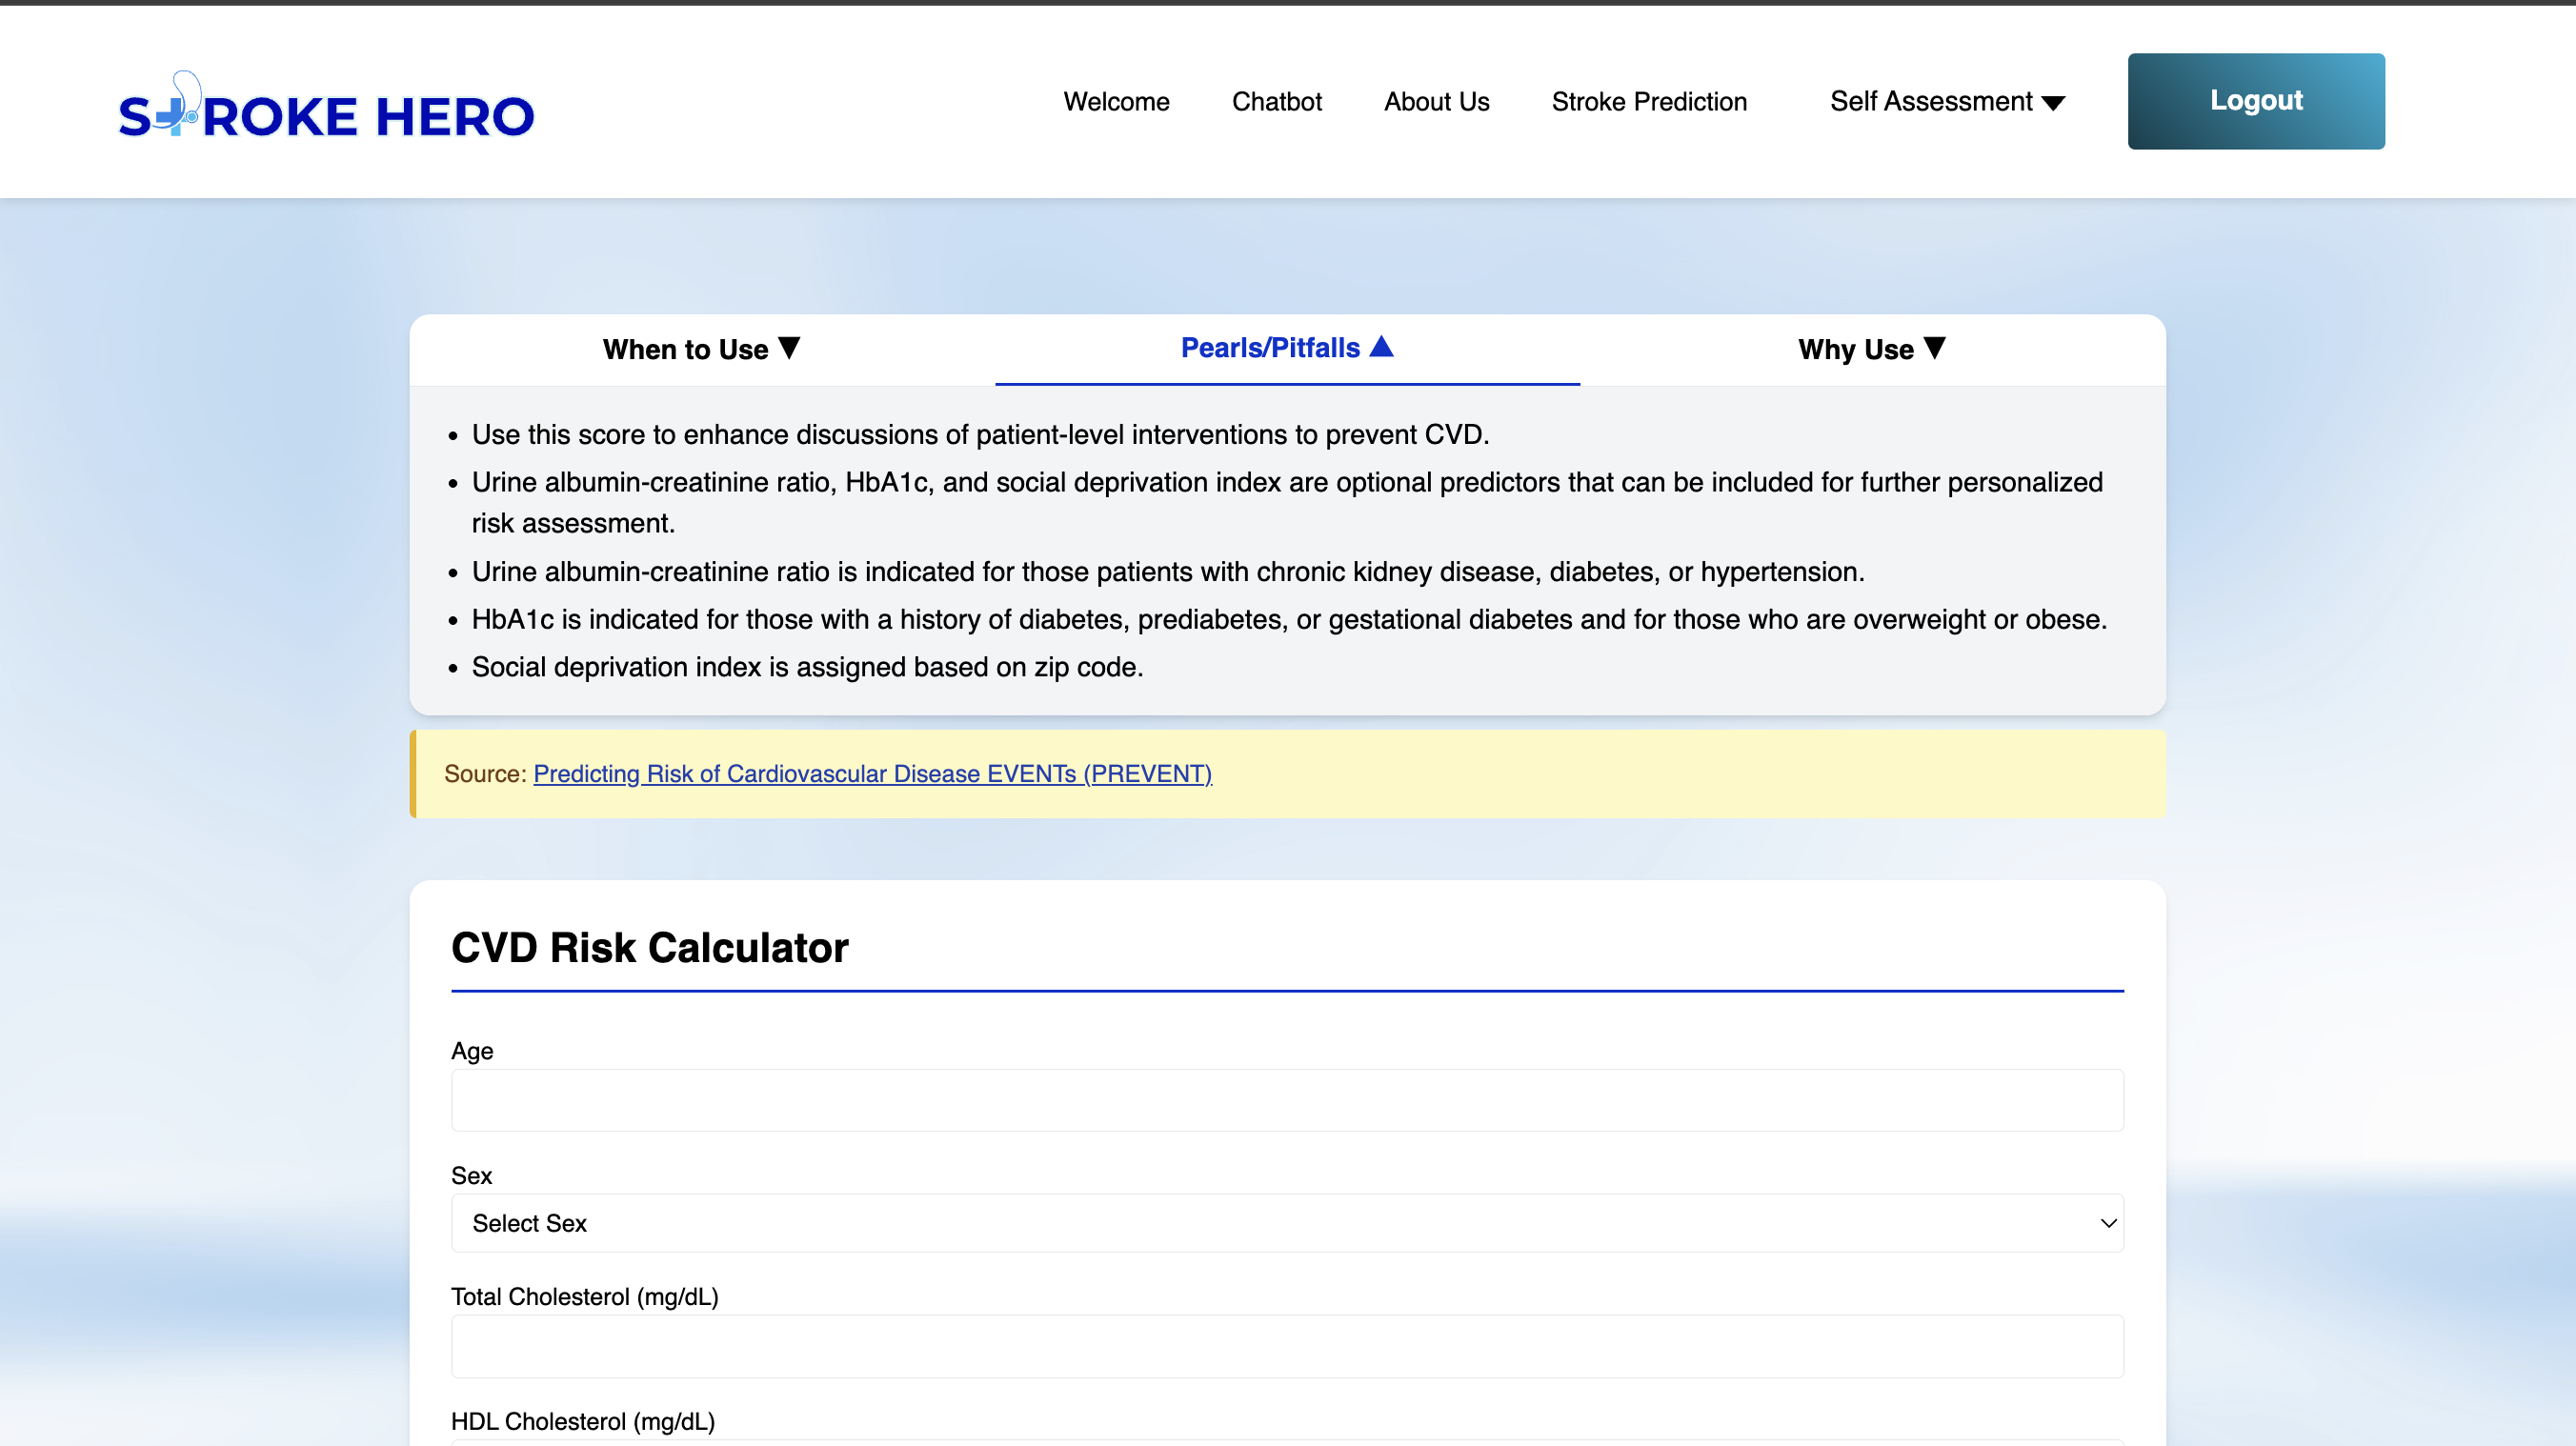 STROKE HERO
Welcome
Chatbot
About Us
Stroke Prediction
Self Assessment ▼
Logout
When to Use ▼
Pearls/Pitfalls ▲
Why Use ▼
• Use this score to enhance discussions of patient-level interventions to prevent CVD.
• Urine albumin-creatinine ratio, HbA1c, and social deprivation index are optional predictors that can be included for further personalized
risk assessment.
• Urine albumin-creatinine ratio is indicated for those patients with chronic kidney disease, diabetes, or hypertension.
• HbA1c is indicated for those with a history of diabetes, prediabetes, or gestational diabetes and for those who are overweight or obese.
• Social deprivation index is assigned based on zip code.
Source: Predicting Risk of Cardiovascular Disease EVENTs (PREVENT)
CVD Risk Calculator
Age
Sex
Select Sex
Total Cholesterol (mg/dL)
HDL Cholesterol (mg/dL)